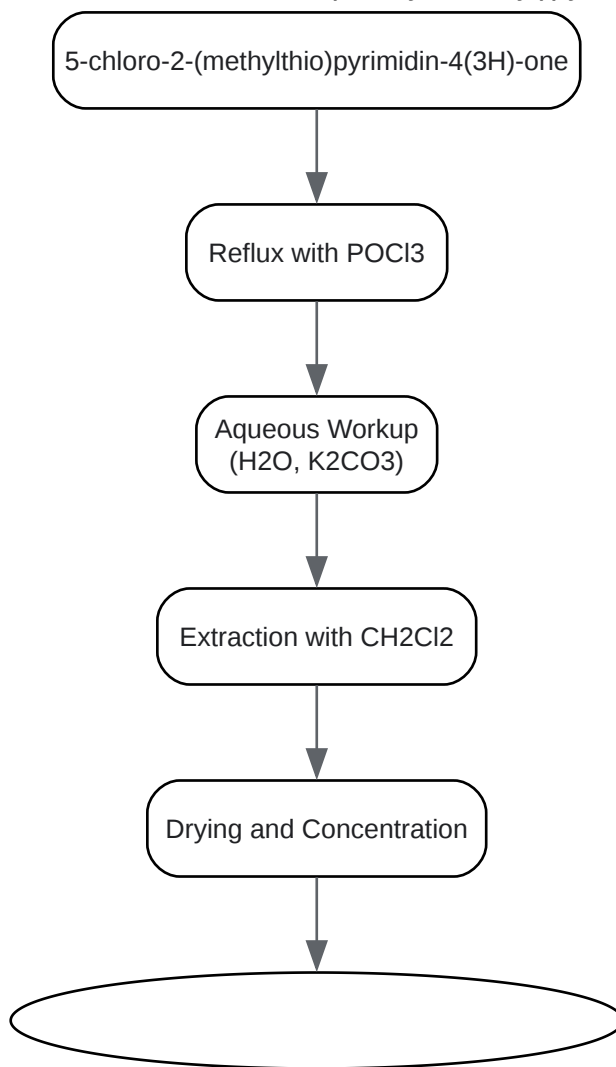 5-chloro-2-(methylthio)pyrimidin-4(3H)-one
Reflux with POCl3
Aqueous Workup
(H2O, K2CO3)
Extraction with CH2Cl2
Drying and Concentration